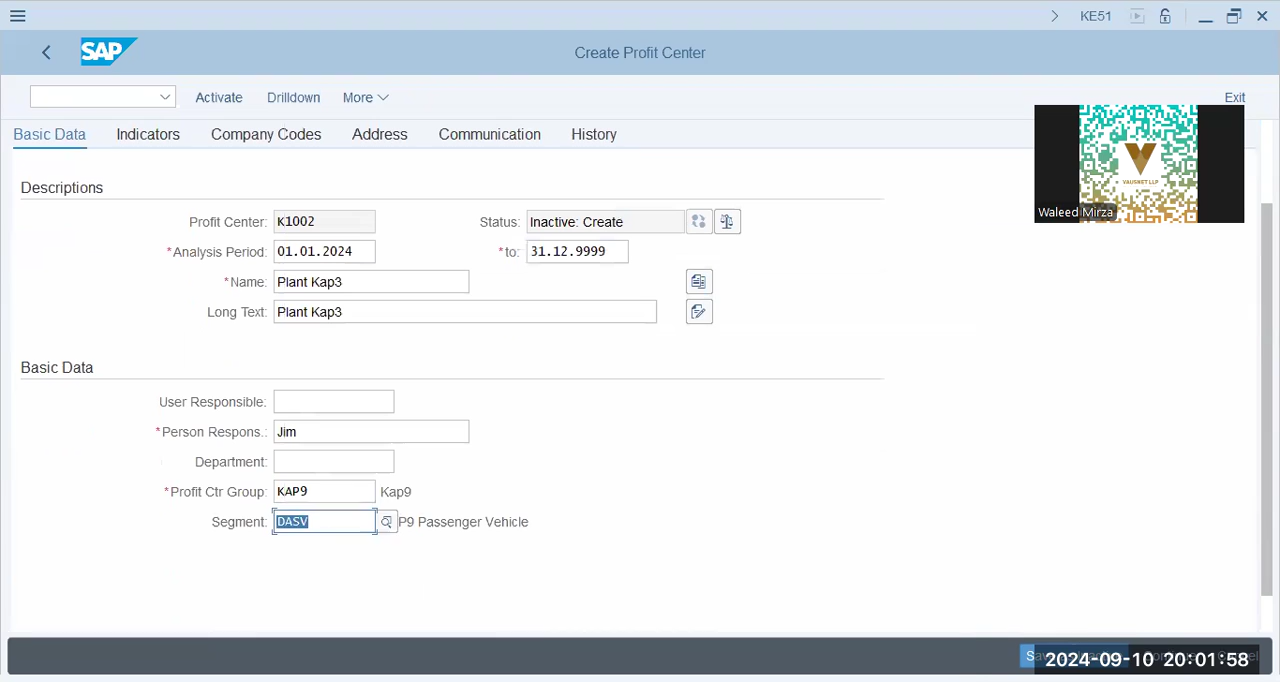 KE51
SAP
Create Profit Center
Activate Drilldown More Exit
Basic Data Indicators Company Codes Address Communication History
VAUSNET LLP
Waleed Mirza
Descriptions
Profit Center: K1002 Status: Inactive: Create
*Analysis Period: 01.01.2024 *to: 31.12.9999
*Name: Plant Kap3
Long Text: Plant Kap3
Basic Data
User Responsible:
*Person Respons.: Jim
Department:
*Profit Ctr Group: KAP9 Kap9
Segment: DASV P9 Passenger Vehicle
2024-09-10 20:01:58